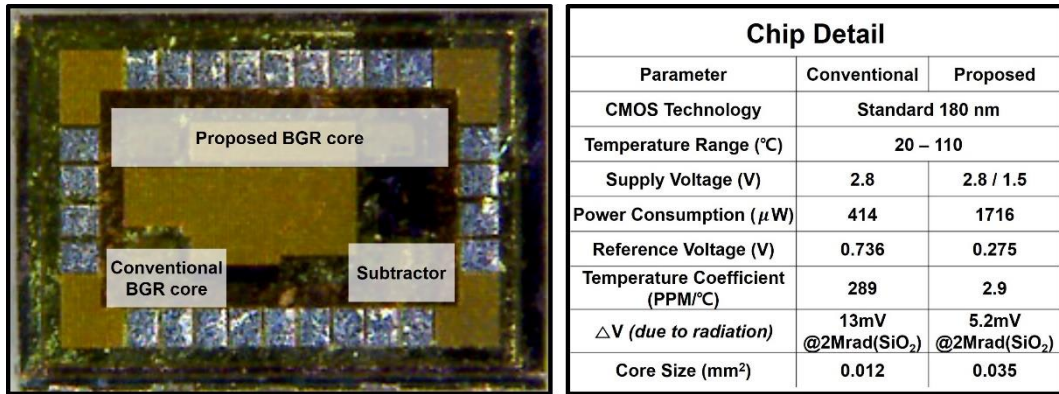 Proposed BGR core
Conventional
BGR core
Subtractor
Chip Detail
Parameter Conventional Proposed
CMOS Technology Standard 180 nm
Temperature Range (℃) 20 – 110
Supply Voltage (V) 2.8 2.8 / 1.5
Power Consumption (μW) 414 1716
Reference Voltage (V) 0.736 0.275
Temperature Coefficient
(PPM/℃) 289 2.9
△V (due to radiation) 13mV
@2Mrad(SiO₂) 5.2mV
@2Mrad(SiO₂)
Core Size (mm²) 0.012 0.035